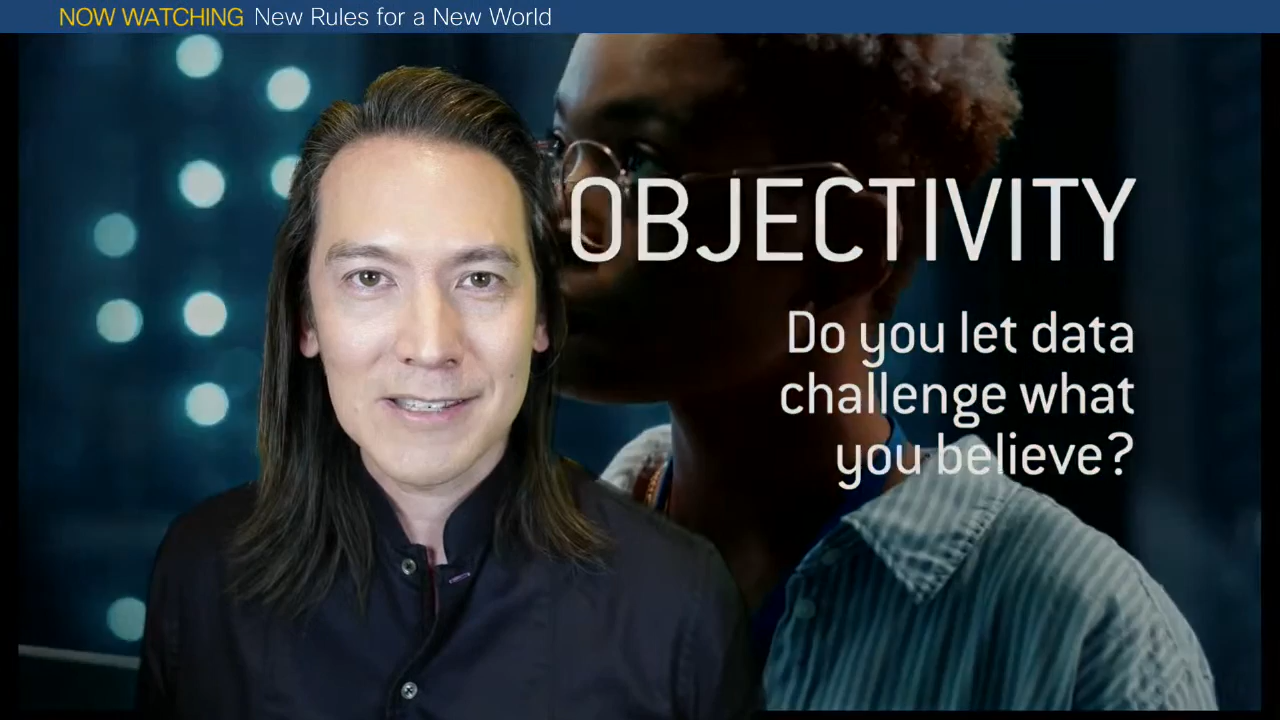 NOW WATCHING New Rules for a New World
OBJECTIVITY
Do you let data
challenge what
you believe?